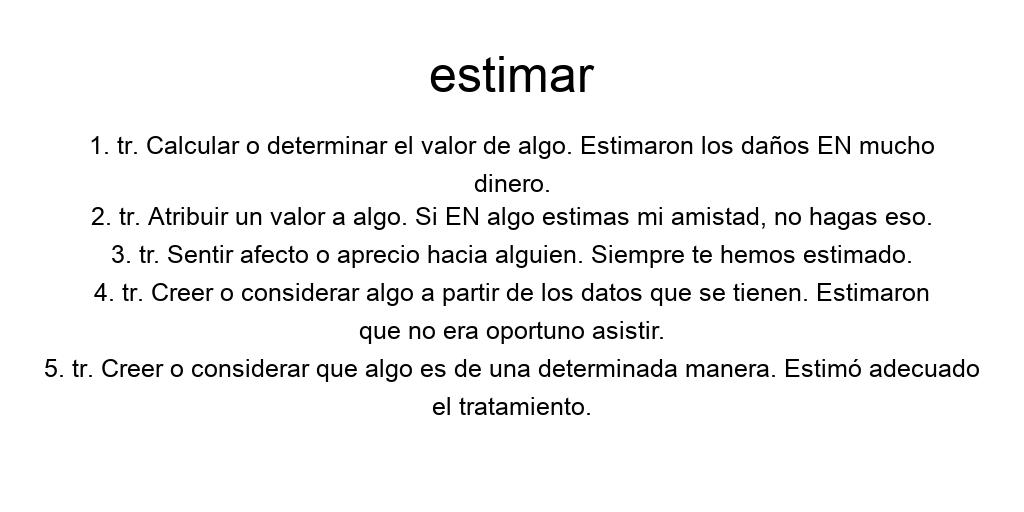 estimar
1. tr. Calcular o determinar el valor de algo. Estimaron los daños EN mucho
dinero.
2. tr. Atribuir un valor a algo. Si EN algo estimas mi amistad, no hagas eso.
3. tr. Sentir afecto o aprecio hacia alguien. Siempre te hemos estimado.
4. tr. Creer o considerar algo a partir de los datos que se tienen. Estimaron
que no era oportuno asistir.
5. tr. Creer o considerar que algo es de una determinada manera. Estimó adecuado
el tratamiento.